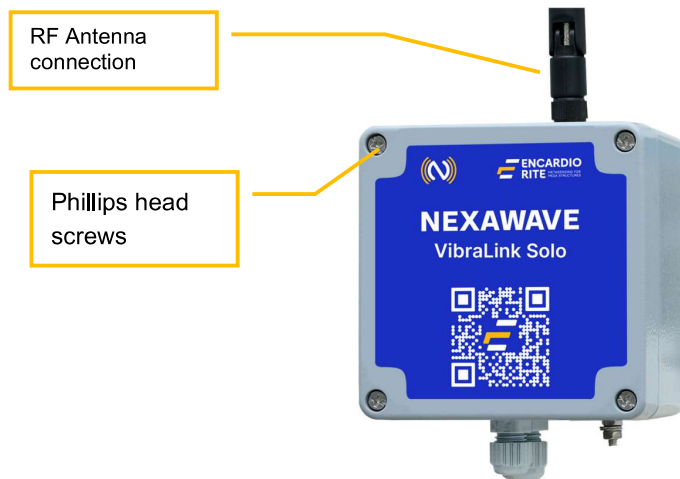 RF Antenna
connection
Phillips head
screws
ENCARDIO
RITE
NEXAWAVE
VibraLink Solo